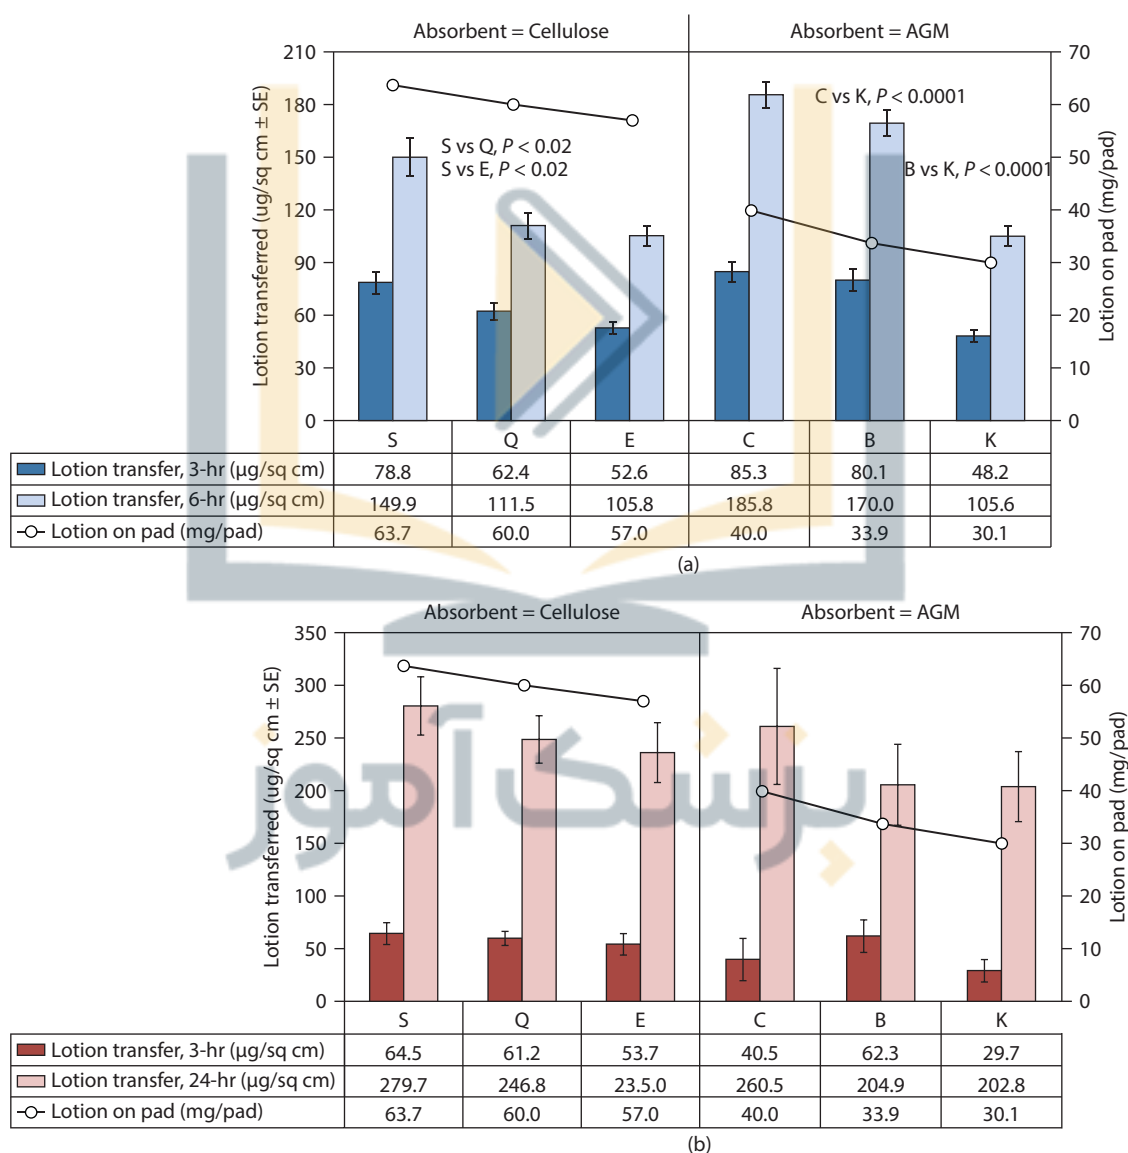 Absorbent = Cellulose Absorbent = AGM
Lotion transferred (ug/sq cm ± SE)
210
180
150
120
90
60
30
0
S vs Q, P < 0.02
S vs E, P < 0.02
C vs K, P < 0.0001
B vs K, P < 0.0001
70
60
50
40
30
20
10
0
Lotion on pad (mg/pad)
S Q E C B K
Lotion transfer, 3-hr (µg/sq cm) 78.8 62.4 52.6 85.3 80.1 48.2
Lotion transfer, 6-hr (µg/sq cm) 149.9 111.5 105.8 185.8 170.0 105.6
Lotion on pad (mg/pad) 63.7 60.0 57.0 40.0 33.9 30.1
(a)
Absorbent = Cellulose Absorbent = AGM
Lotion transferred (ug/sq cm ± SE)
350
300
250
200
150
100
50
0
70
60
50
40
30
20
10
0
Lotion on pad (mg/pad)
پزشک آموز
S Q E C B K
Lotion transfer, 3-hr (µg/sq cm) 64.5 61.2 53.7 40.5 62.3 29.7
Lotion transfer, 24-hr (µg/sq cm) 279.7 246.8 23.5.0 260.5 204.9 202.8
Lotion on pad (mg/pad) 63.7 60.0 57.0 40.0 33.9 30.1
(b)